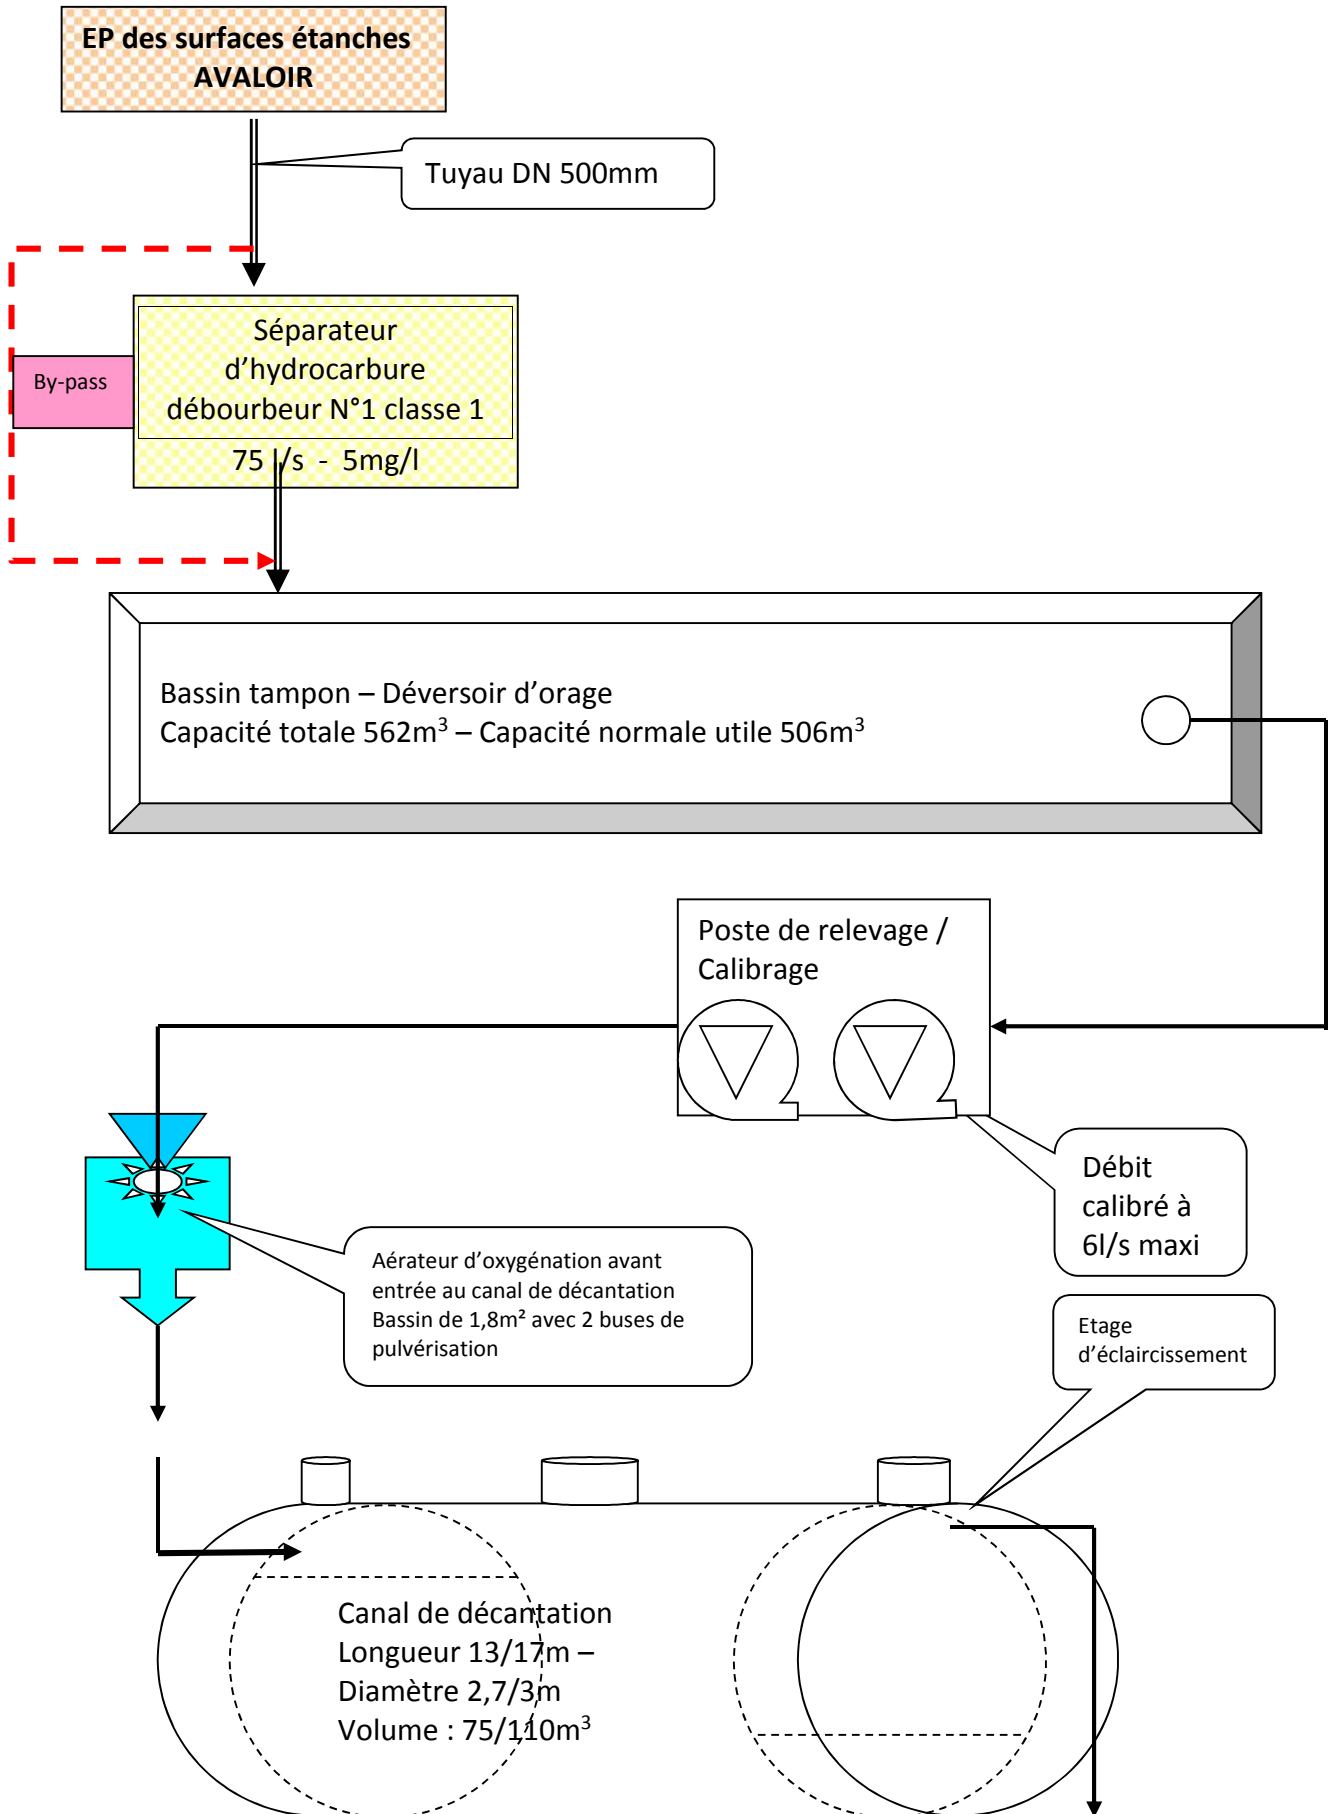 EP des surfaces étanches
AVALOIR
Tuyau DN 500mm
Séparateur
d’hydrocarbure
débourbeur N°1 classe 1
75 l/s - 5mg/l
By-pass
Bassin tampon – Déversoir d’orage
Capacité totale 562m³ – Capacité normale utile 506m³
Poste de relevage /
Calibrage
Débit
calibré à
6l/s maxi
Aérateur d’oxygénation avant
entrée au canal de décantation
Bassin de 1,8m² avec 2 buses de
pulvérisation
Etage
d’éclaircissement
Canal de décantation
Longueur 13/17m –
Diamètre 2,7/3m
Volume : 75/110m³